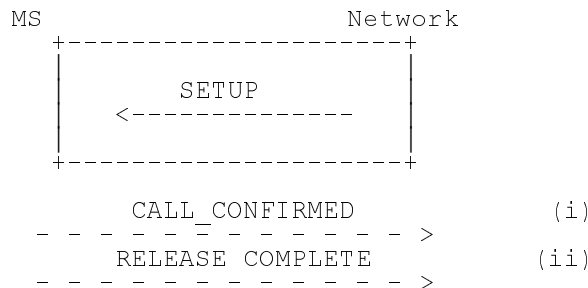 MS Network
SETUP
CALL_CONFIRMED (i)
RELEASE COMPLETE (ii)